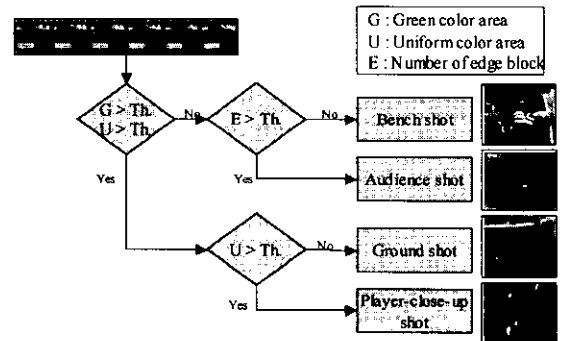 G : Green color area
U : Uniform color area
E : Number of edge block
G > Th.
U > Th.
No
E > Th.
No
Bench shot
Yes
Yes
Audience shot
U > Th.
No
Ground shot
Yes
Player-close-up
shot